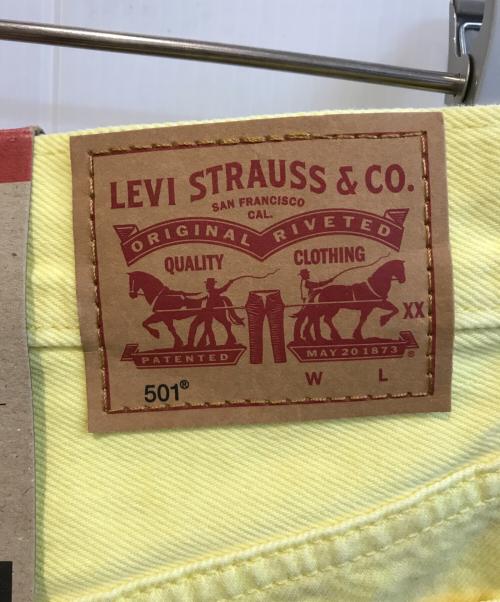 LEVI STRAUSS & CO.
SAN FRANCISCO
CAL.
ORIGINAL RIVETED
QUALITY CLOTHING
XX
PATENTED MAY 20 1873 ®
501® W L